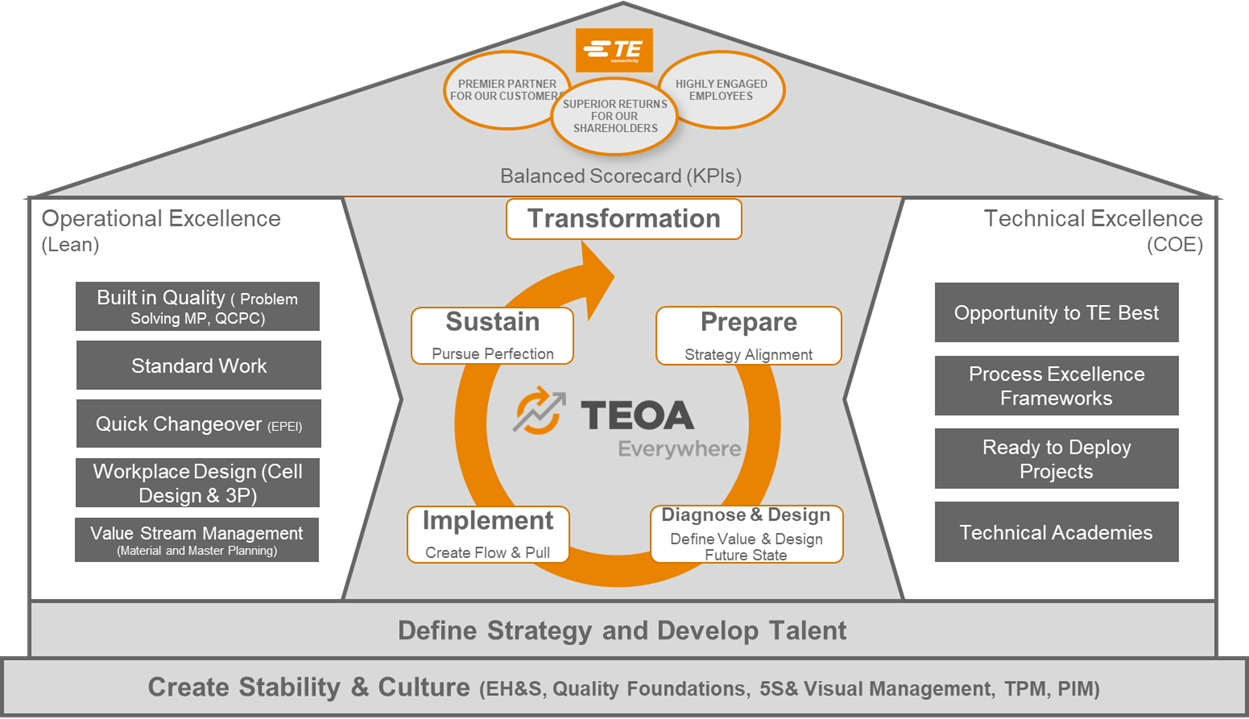 TE
connectivity
PREMIER PARTNER
FOR OUR CUSTOMERS
SUPERIOR RETURNS
FOR OUR
SHAREHOLDERS
HIGHLY ENGAGED
EMPLOYEES
Balanced Scorecard (KPIs)
Operational Excellence
(Lean)
Built in Quality ( Problem
Solving MP, QCPC)
Standard Work
Quick Changeover (EPEI)
Workplace Design (Cell
Design & 3P)
Value Stream Management
(Material and Master Planning)
Transformation
Sustain
Pursue Perfection
Prepare
Strategy Alignment
TEOA
Everywhere
Implement
Create Flow & Pull
Diagnose & Design
Define Value & Design
Future State
Technical Excellence
(COE)
Opportunity to TE Best
Process Excellence
Frameworks
Ready to Deploy
Projects
Technical Academies
Define Strategy and Develop Talent
Create Stability & Culture (EH&S, Quality Foundations, 5S& Visual Management, TPM, PIM)